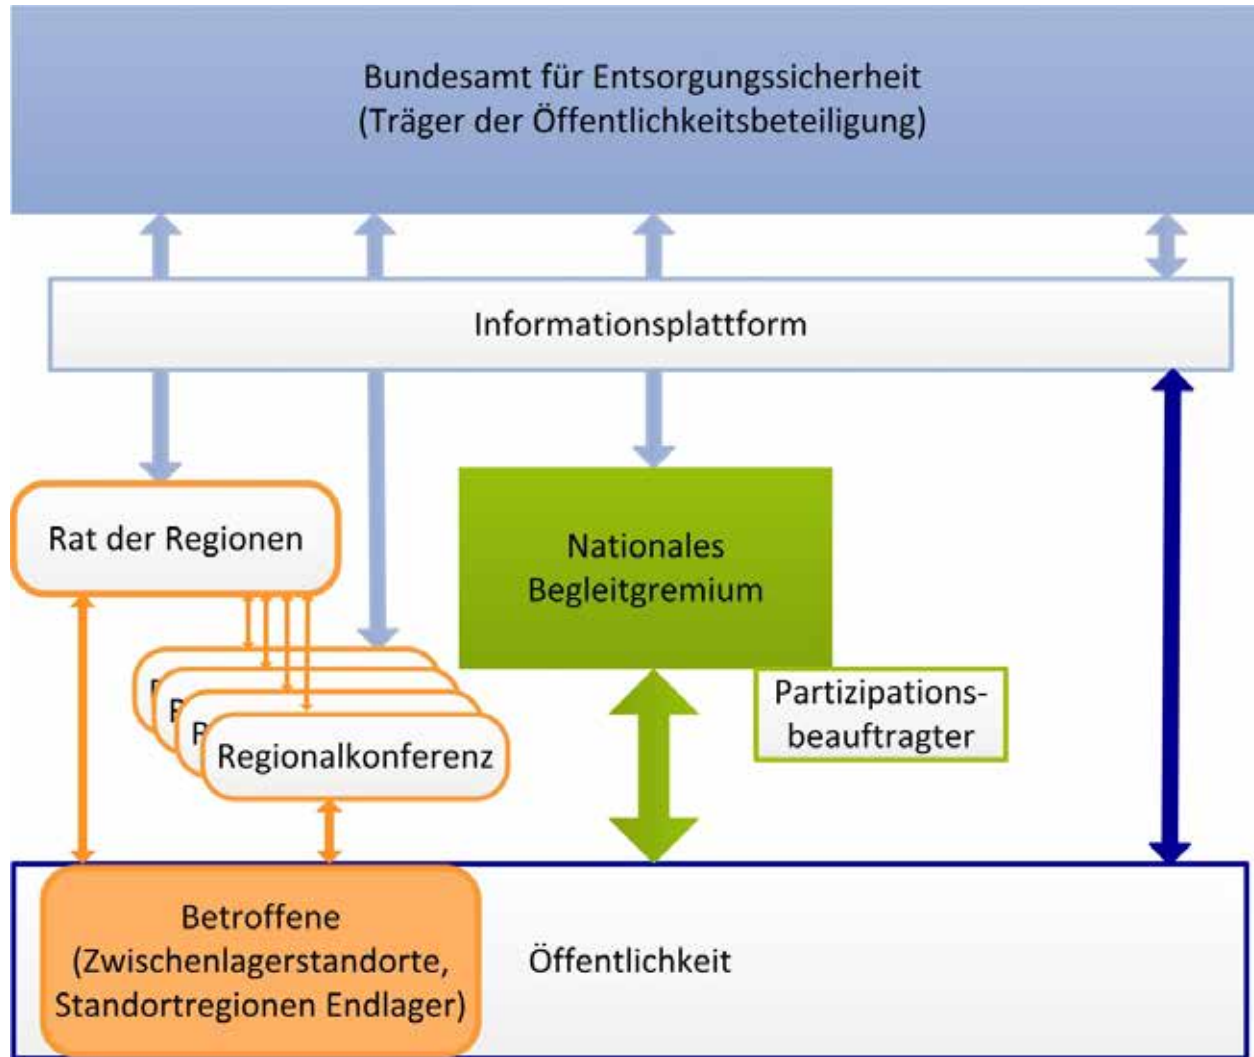 Bundesamt für Entsorgungssicherheit
(Träger der Öffentlichkeitsbeteiligung)
Informationsplattform
Rat der Regionen
Nationales
Begleitgremium
Partizipations-
beauftragter
Regionalkonferenz
Betroffene
(Zwischenlagerstandorte,
Standortregionen Endlager)
Öffentlichkeit